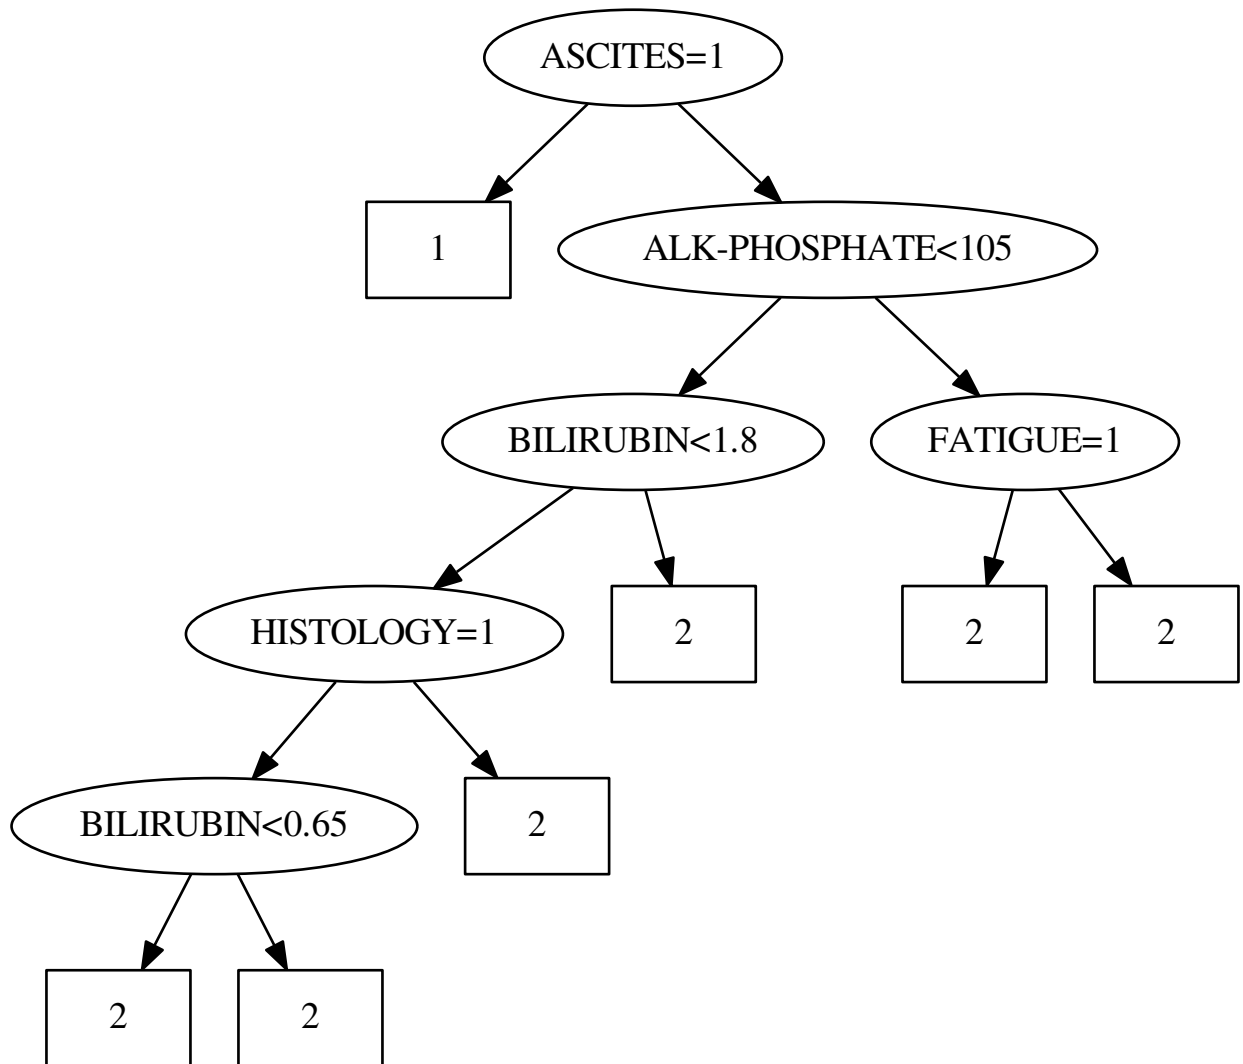 ASCITES=1
1
ALK-PHOSPHATE<105
BILIRUBIN<1.8
FATIGUE=1
HISTOLOGY=1
2
2
2
BILIRUBIN<0.65
2
2
2